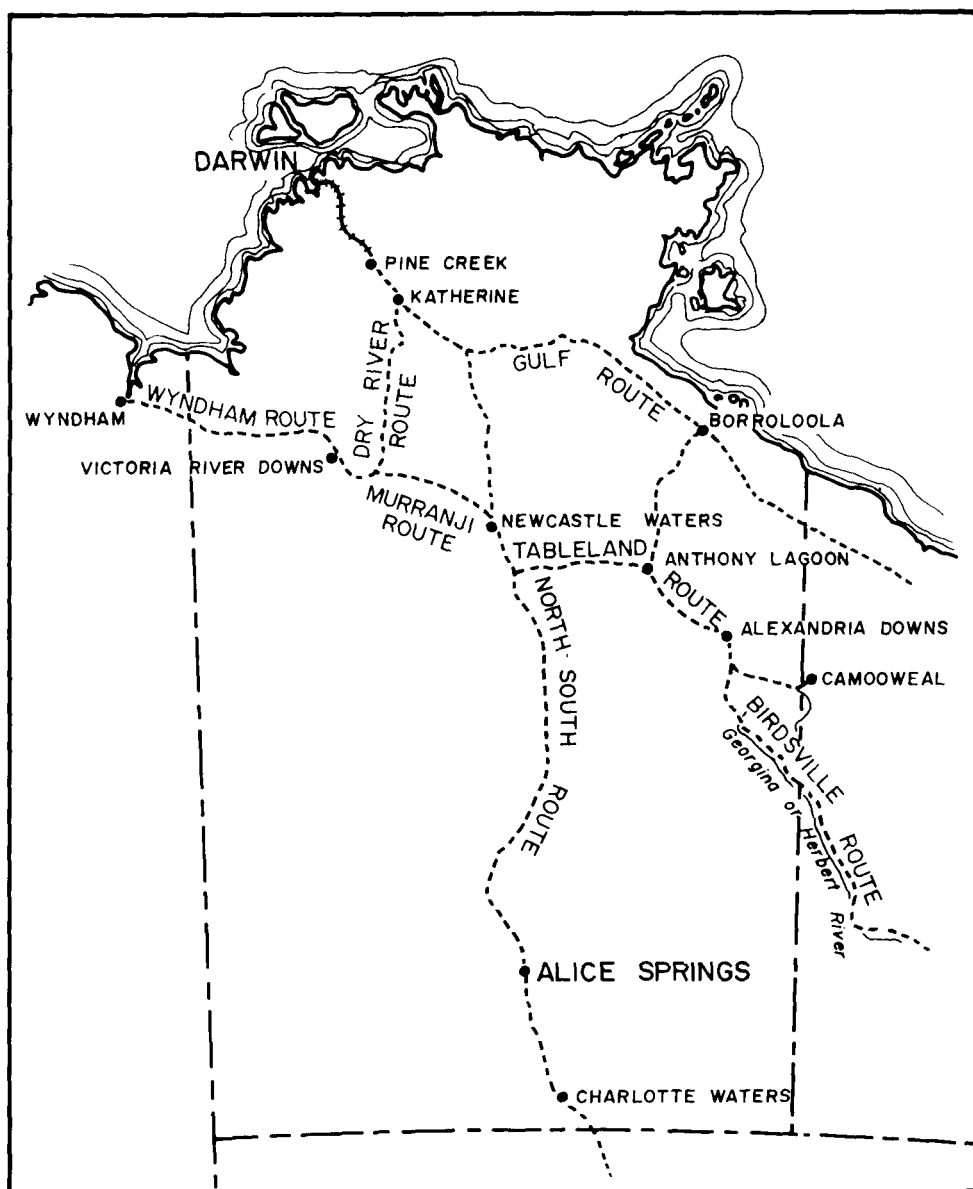 DARWIN
PINE CREEK
KATHERINE
DRY RIVER
ROUTE
GULF
ROUTE
WYNDHAM
WYNDHAM ROUTE
BORROLOOLA
VICTORIA RIVER DOWNS
MURRANJI
ROUTE
NEWCASTLE WATERS
TABLELAND
ROUTE
ANTHONY LAGOON
ALEXANDRIA DOWNS
NORTH-SOUTH
ROUTE
CAMOOWEAL
BIRDSVILLE
ROUTE
Georgina or Herbert River
ALICE SPRINGS
CHARLOTTE WATERS